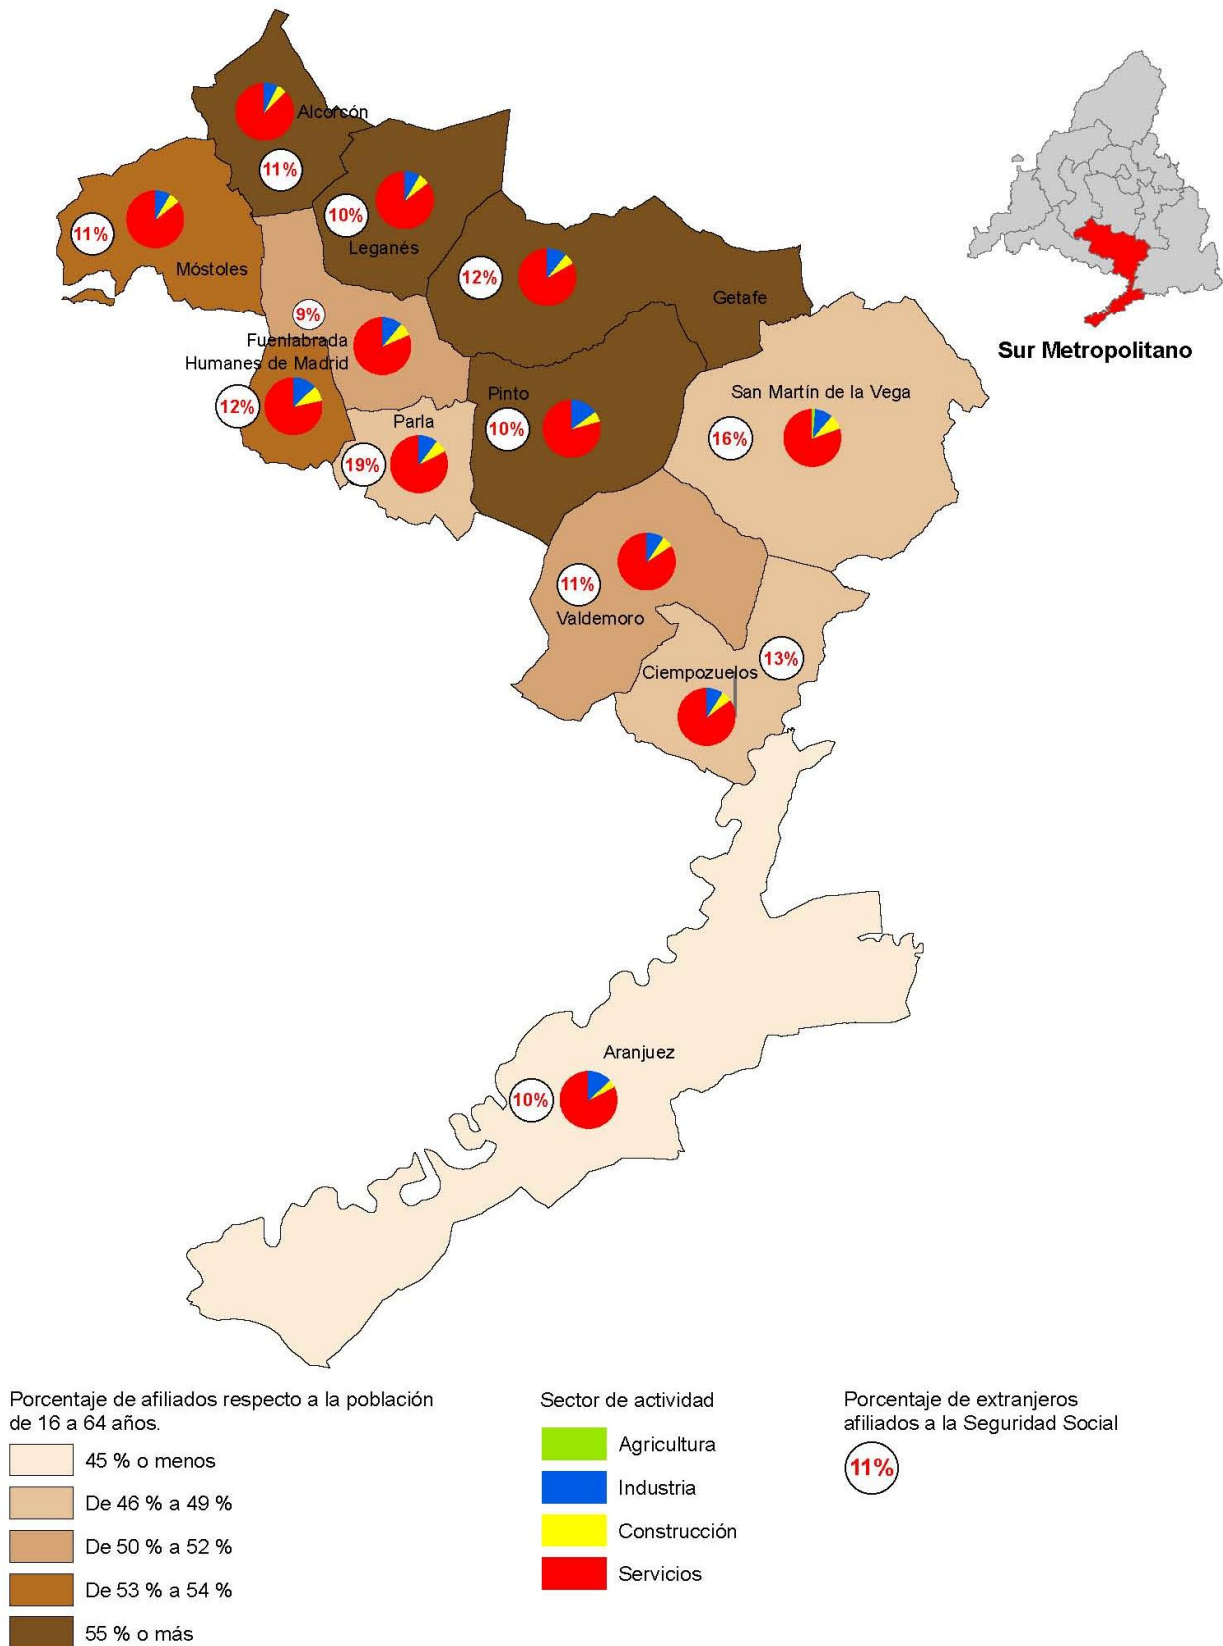 Alcorcón
11%
11%
Móstoles
10%
Leganés
12%
Getafe
9%
Fuenlabrada
Humanes de Madrid
12%
Parla
19%
Pinto
10%
San Martín de la Vega
16%
11%
Valdemoro
Ciempozuelos
13%
Aranjuez
10%
Sur Metropolitano
Porcentaje de afiliados respecto a la población
de 16 a 64 años.
45 % o menos
De 46 % a 49 %
De 50 % a 52 %
De 53 % a 54 %
55 % o más
Sector de actividad
Agricultura
Industria
Construcción
Servicios
Porcentaje de extranjeros
afiliados a la Seguridad Social
11%